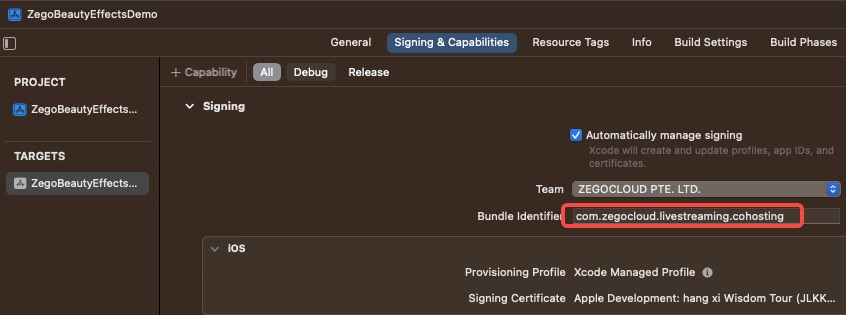 ZegoBeautyEffectsDemo
General Signing & Capabilities Resource Tags Info Build Settings Build Phases
+ Capability All Debug Release
PROJECT
ZegoBeautyEffects...
TARGETS
ZegoBeautyEffects...
Signing
Automatically manage signing
Xcode will create and update profiles, app IDs, and
certificates.
Team ZEGOCLOUD PTE. LTD.
Bundle Identifier com.zegocloud.livestreaming.cohosting
iOS
Provisioning Profile Xcode Managed Profile
Signing Certificate Apple Development: hang xi Wisdom Tour (JLKK...